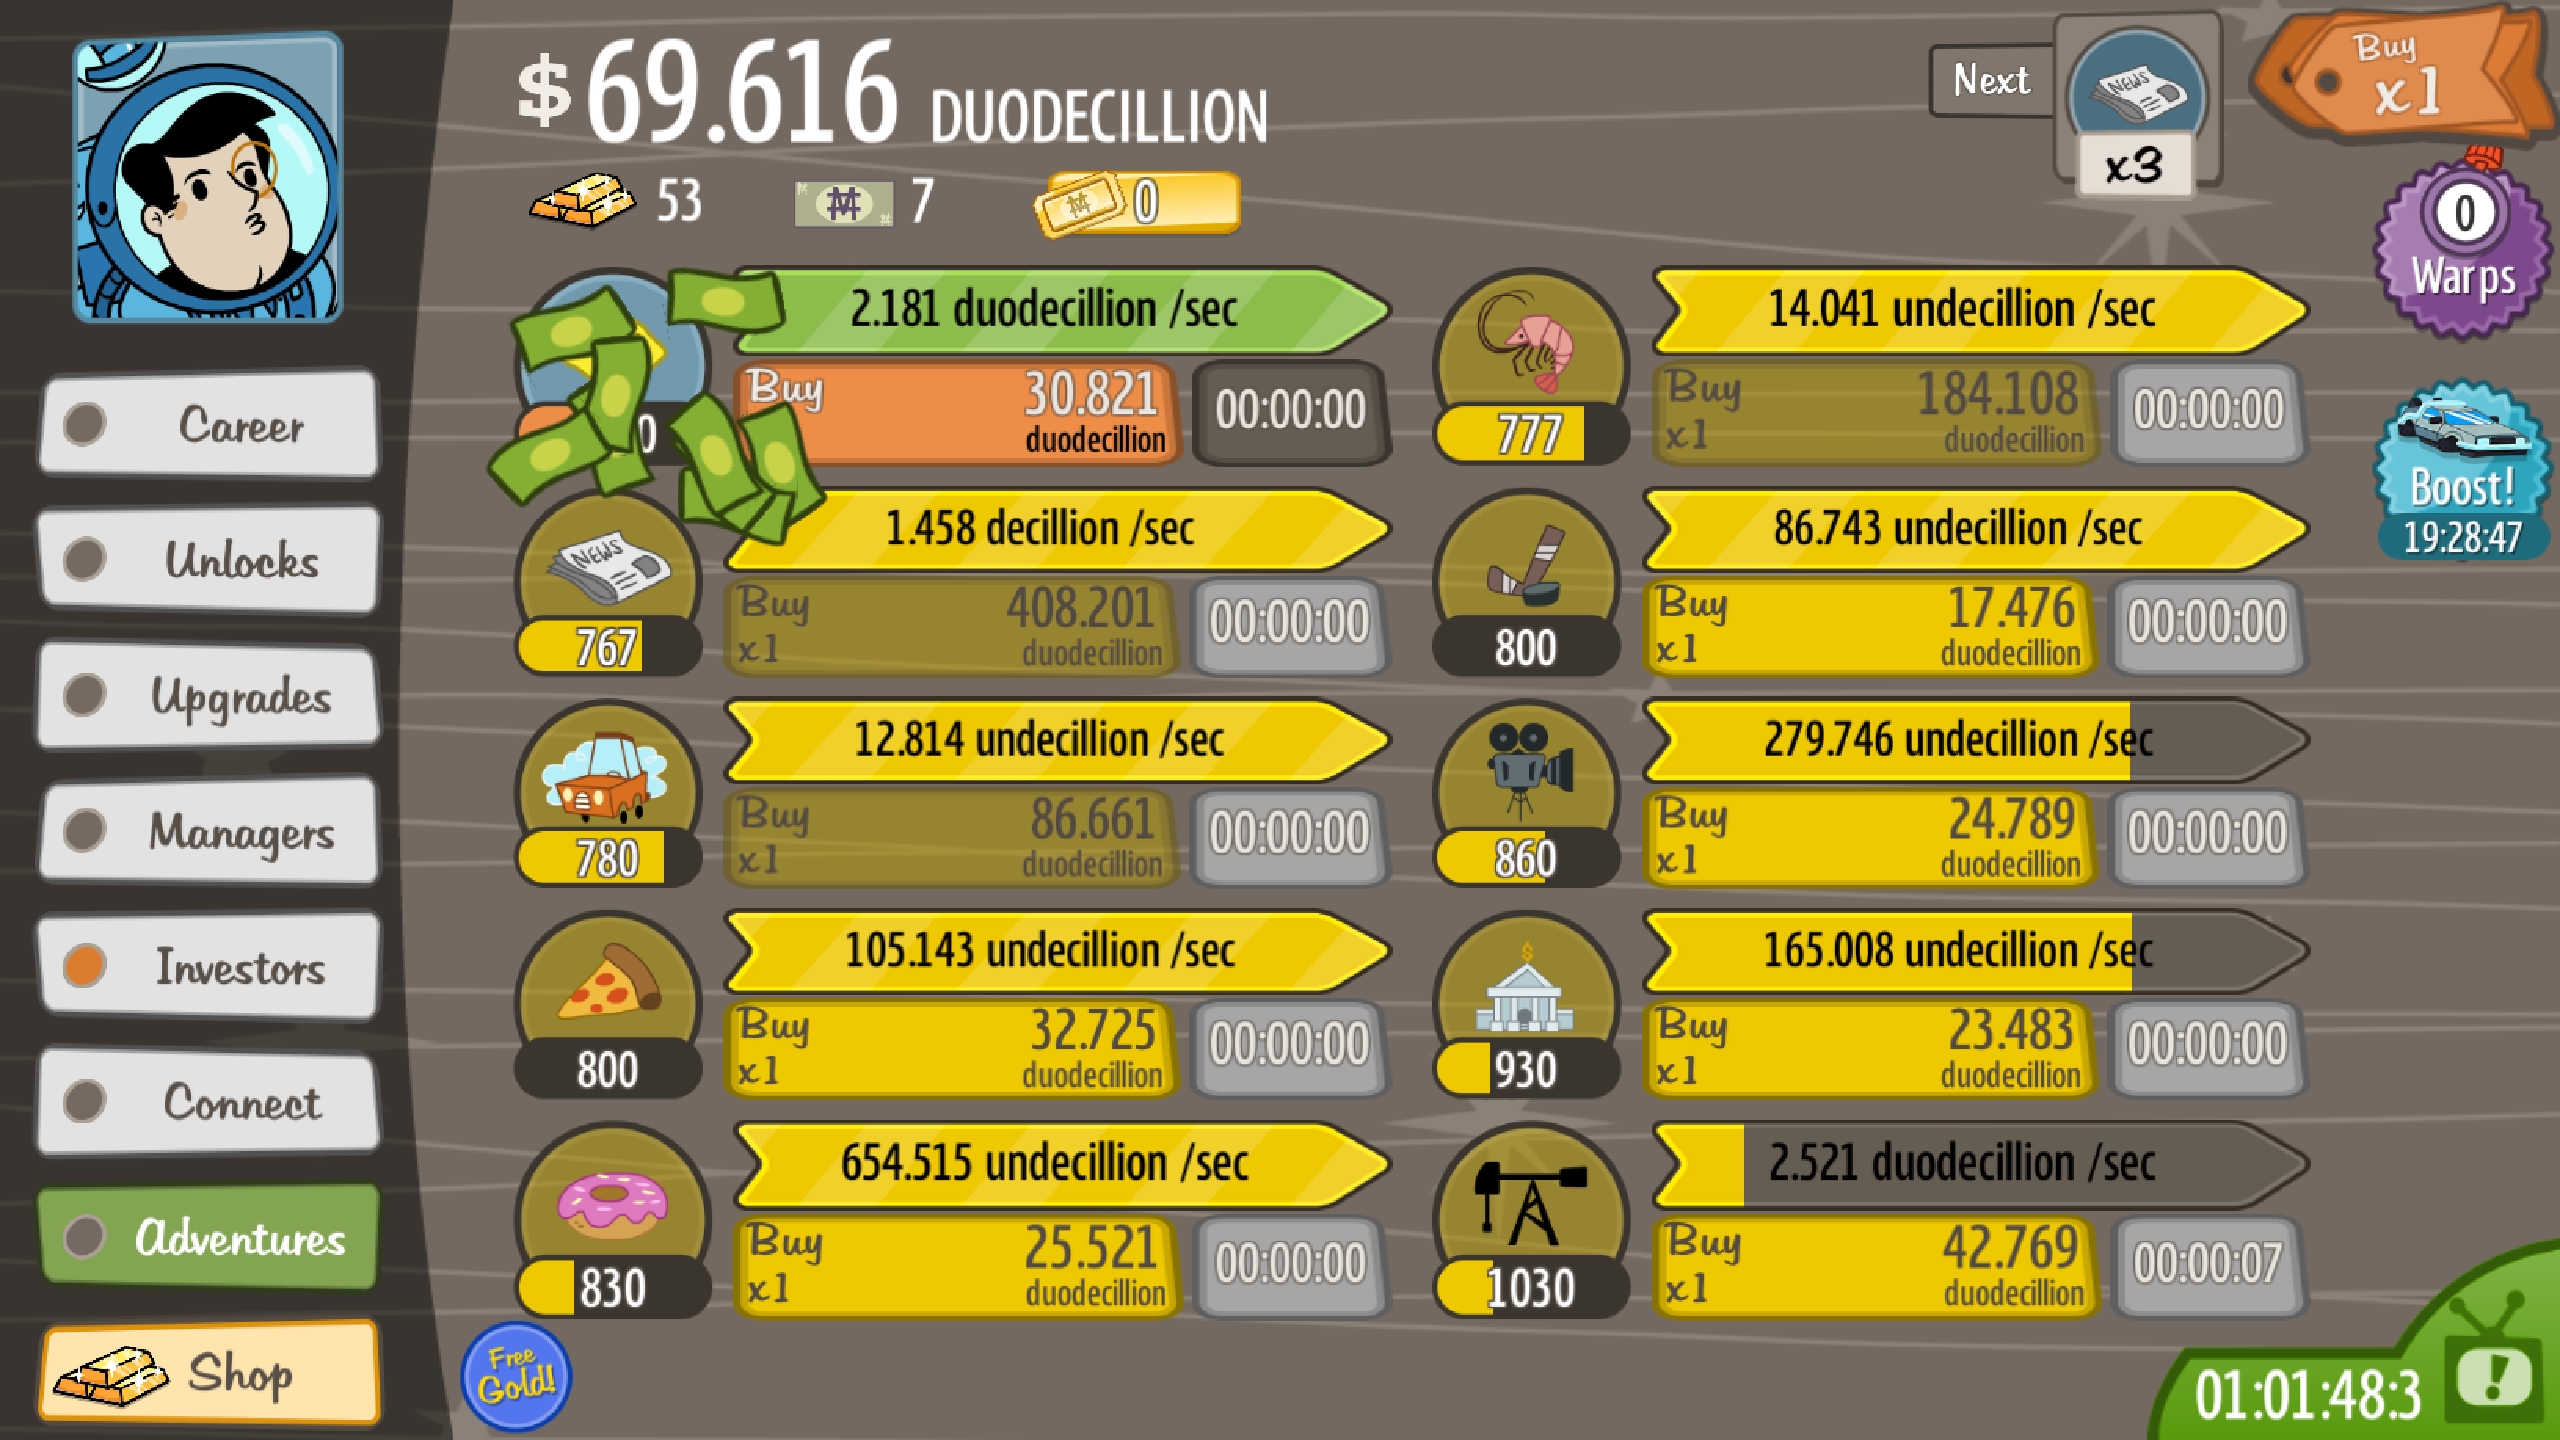 $69.616 DUODECILLION
53
7
0
Next
NEWS
x3
Buy
x1
0
Warps
Boost!
19:28:47
Career
Unlocks
Upgrades
Managers
Investors
Connect
Adventures
Shop
2.181 duodecillion /sec
Buy 30.821
duodecillion
00:00:00
14.041 undecillion /sec
777
Buy 184.108
x1 duodecillion
00:00:00
NEWS
1.458 decillion /sec
767
Buy 408.201
x1 duodecillion
00:00:00
86.743 undecillion /sec
800
Buy 17.476
x1 duodecillion
00:00:00
12.814 undecillion /sec
780
Buy 86.661
x1 duodecillion
00:00:00
279.746 undecillion /sec
860
Buy 24.789
x1 duodecillion
00:00:00
105.143 undecillion /sec
800
Buy 32.725
x1 duodecillion
00:00:00
165.008 undecillion /sec
930
Buy 23.483
x1 duodecillion
00:00:00
654.515 undecillion /sec
830
Buy 25.521
x1 duodecillion
00:00:00
2.521 duodecillion /sec
1030
Buy 42.769
x1 duodecillion
00:00:07
Free
Gold!
01:01:48:3